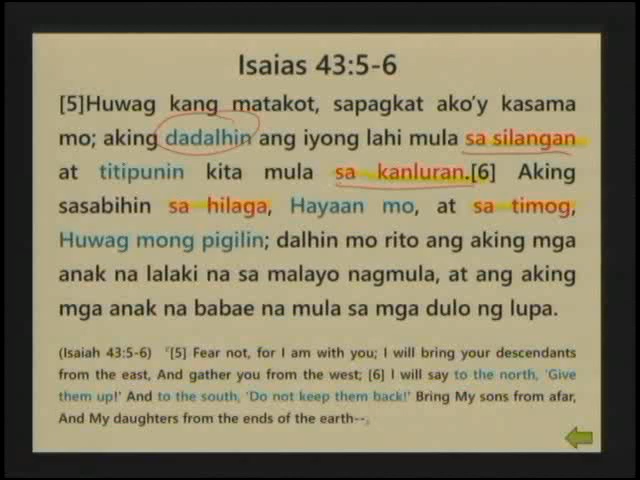 Isaias 43:5-6
[5]Huwag kang matakot, sapagkat ako'y kasama
mo; aking dadalhin ang iyong lahi mula sa silangan
at titipunin kita mula sa kanluran.[6] Aking
sasabihin sa hilaga, Hayaan mo, at sa timog,
Huwag mong pigilin; dalhin mo rito ang aking mga
anak na lalaki na sa malayo nagmula, at ang aking
mga anak na babae na mula sa mga dulo ng lupa.
(Isaiah 43:5-6) "[5] Fear not, for I am with you; I will bring your descendants
from the east, And gather you from the west; [6] I will say to the north, 'Give
them up!' And to the south, 'Do not keep them back!' Bring My sons from afar,
And My daughters from the ends of the earth--,